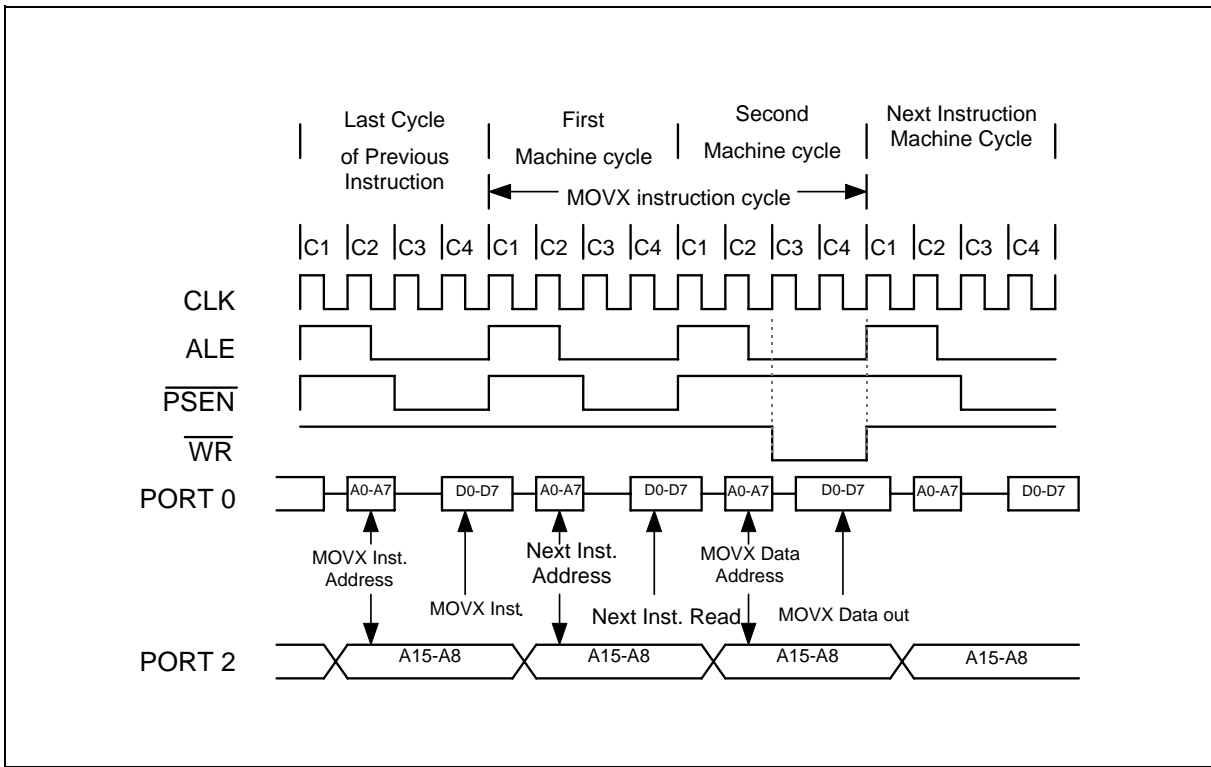 Last Cycle
of Previous
Instruction
First
Machine cycle
Second
Machine cycle
Next Instruction
Machine Cycle
MOVX instruction cycle
C1 C2 C3 C4 C1 C2 C3 C4 C1 C2 C3 C4 C1 C2 C3 C4
CLK
ALE
PSEN
WR
PORT 0
A0-A7 D0-D7 A0-A7 D0-D7 A0-A7 D0-D7 A0-A7 D0-D7
MOVX Inst.
Address
MOVX Inst.
Next Inst.
Address
Next Inst. Read
MOVX Data
Address
MOVX Data out
PORT 2
A15-A8 A15-A8 A15-A8 A15-A8